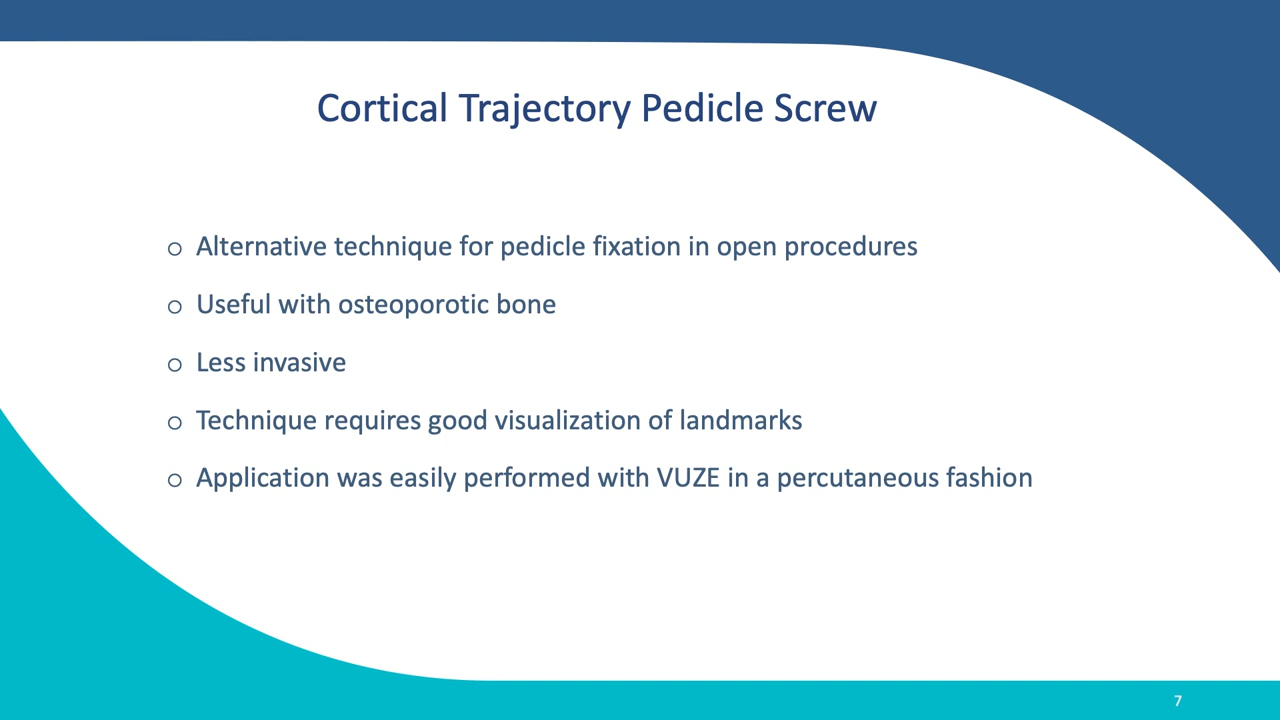 Cortical Trajectory Pedicle Screw
o Alternative technique for pedicle fixation in open procedures
o Useful with osteoporotic bone
o Less invasive
o Technique requires good visualization of landmarks
o Application was easily performed with VUZE in a percutaneous fashion
7